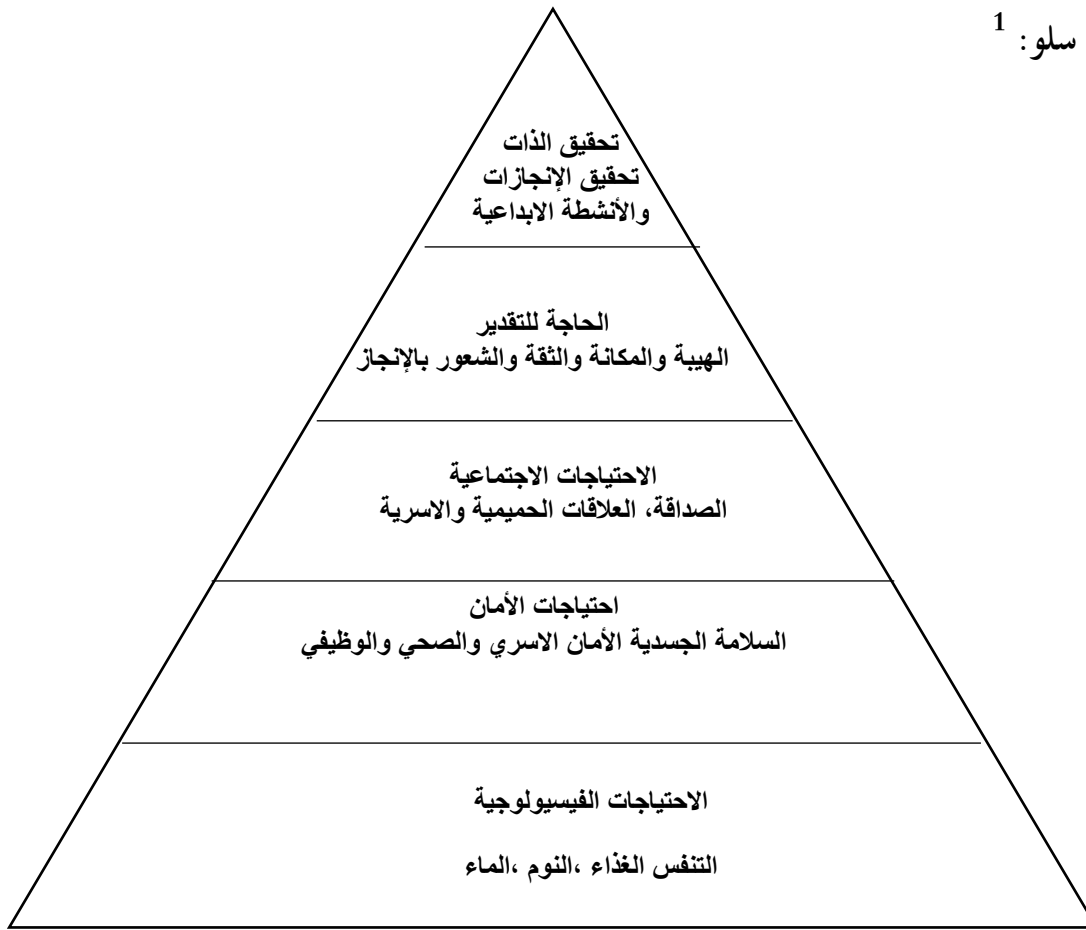 سلو: 1
تحقيق الذات
تحقيق الإنجازات
والأنشطة الابداعية
الحاجة للتقدير
الهيبة والمكانة والثقة والشعور بالإنجاز
الاحتياجات الاجتماعية
الصداقة، العلاقات الحميمية والاسرية
احتياجات الأمان
السلامة الجسدية الأمان الاسري والصحي والوظيفي
الاحتياجات الفيسيولوجية
التنفس الغذاء ،النوم ،الماء